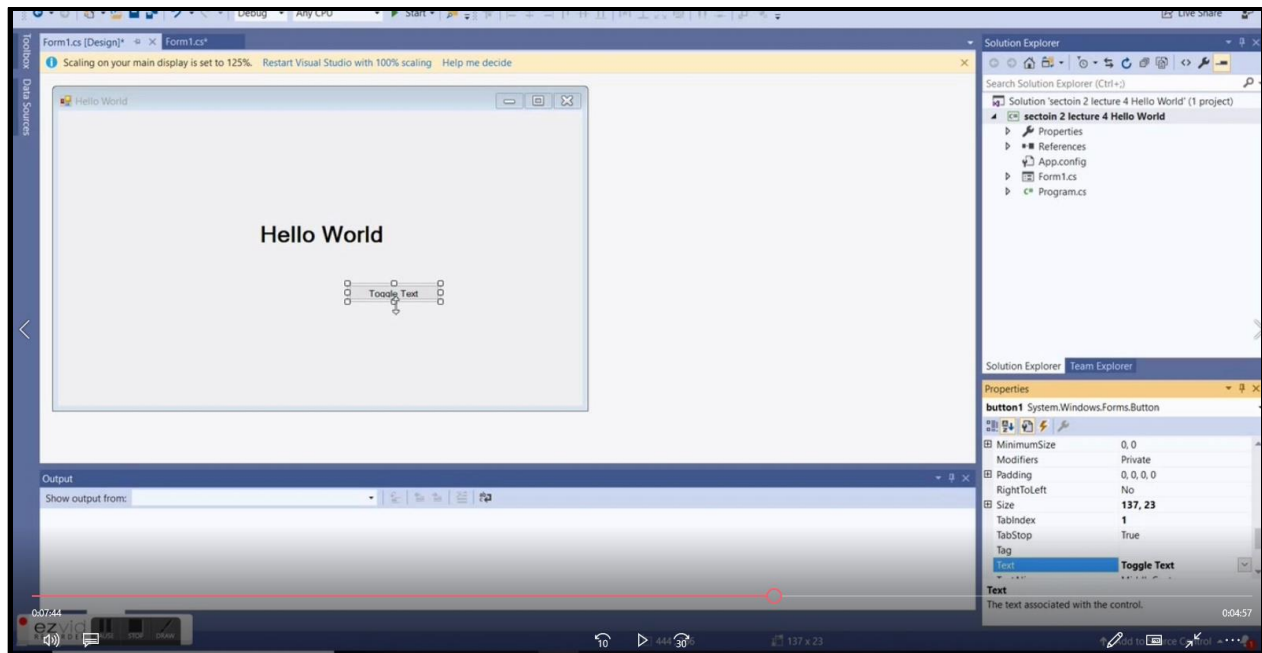 Debug Any CPU Start Live Share
Toolbox
Data Sources
Form1.cs [Design]* Form1.cs*
Scaling on your main display is set to 125%. Restart Visual Studio with 100% scaling Help me decide
Hello World
Hello World
Toggle Text
Output
Show output from:
Solution Explorer
Search Solution Explorer (Ctrl+;)
Solution 'sectoin 2 lecture 4 Hello World' (1 project)
sectoin 2 lecture 4 Hello World
Properties
References
App.config
Form1.cs
Program.cs
Solution Explorer Team Explorer
Properties
button1 System.Windows.Forms.Button
MinimumSize 0, 0
Modifiers Private
Padding 0, 0, 0, 0
RightToLeft No
Size 137, 23
TabIndex 1
TabStop True
Tag
Text Toggle Text
Text
The text associated with the control.
0:07:44 0:04:57
ezvid
STOP DRAW
10 444 30 137 x 23